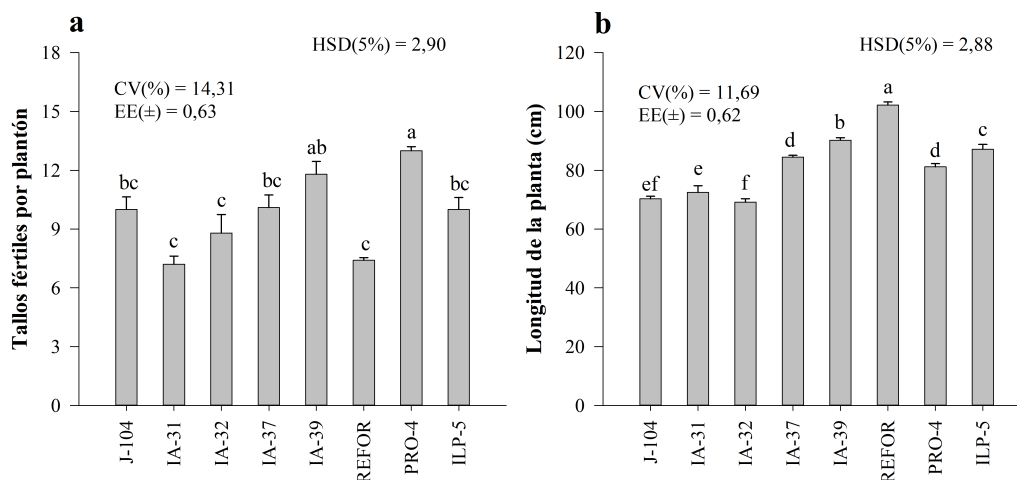 a
HSD(5%) = 2,90
CV(%) = 14,31
EE(±) = 0,63
Tallos fértiles por plantón
18
15
12
9
6
3
0
bc
c
c
bc
ab
c
a
bc
J-104
IA-31
IA-32
IA-37
IA-39
REFOR
PRO-4
ILP-5
b
HSD(5%) = 2,88
CV(%) = 11,69
EE(±) = 0,62
Longitud de la planta (cm)
120
100
80
60
40
20
0
ef
e
f
d
b
a
d
c
J-104
IA-31
IA-32
IA-37
IA-39
REFOR
PRO-4
ILP-5